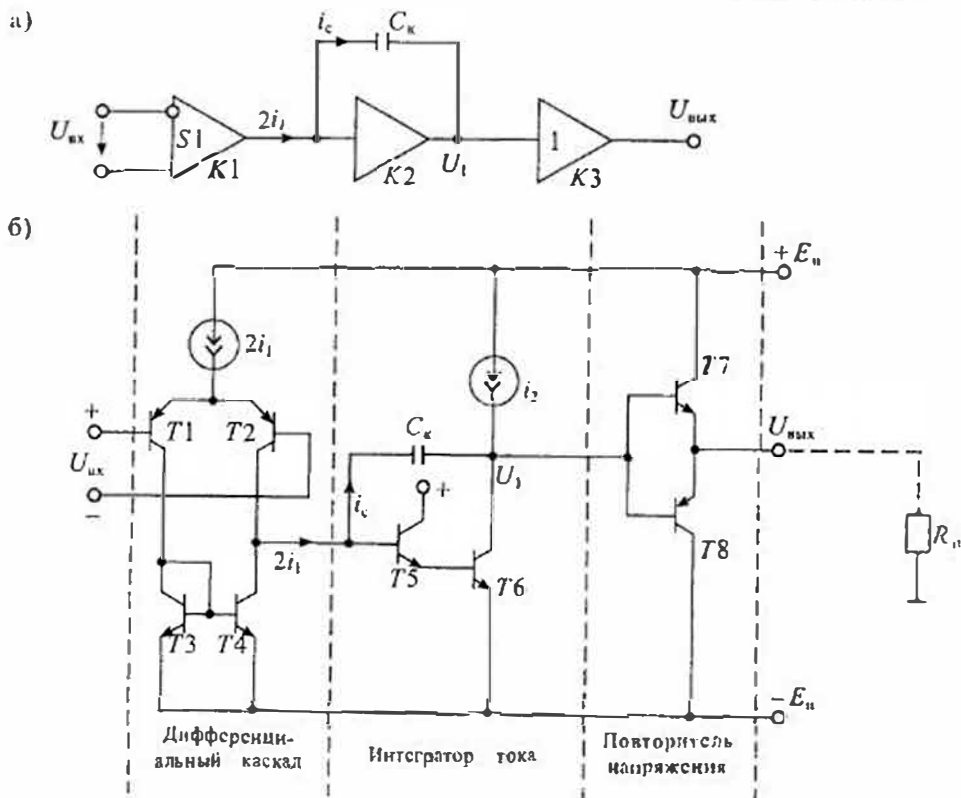 а)
i_c C_к
U_вх S1 2i_1 K1 K2 U_1 1 K3 U_вых
б)
+ E_п
2i_1 i_2 T7
+ T1 T2 C_к U_1 U_вых
U_вх
− i_c + T8 R_н
2i_1 T5 T6
T3 T4
− E_п
Дифференци-
альный каскад
Интегратор тока
Повторитель
напряжения